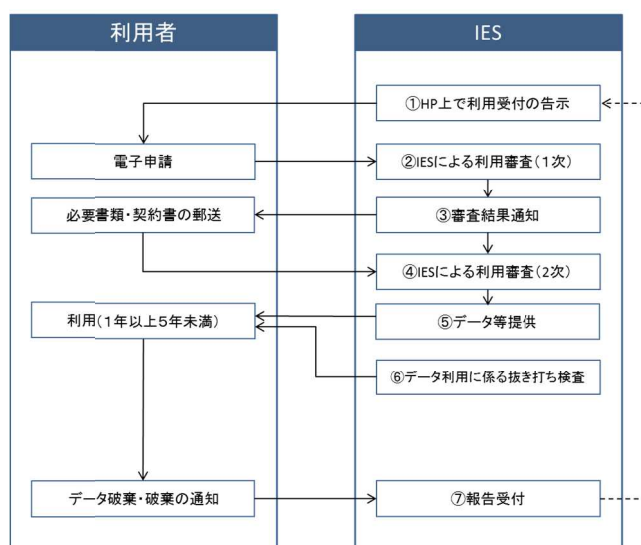 利用者
IES
①HP上で利用受付の告示
電子申請
②IESによる利用審査(1次)
必要書類・契約書の郵送
③審査結果通知
④IESによる利用審査(2次)
利用(1年以上5年未満)
⑤データ等提供
⑥データ利用に係る抜き打ち検査
データ破棄・破棄の通知
⑦報告受付